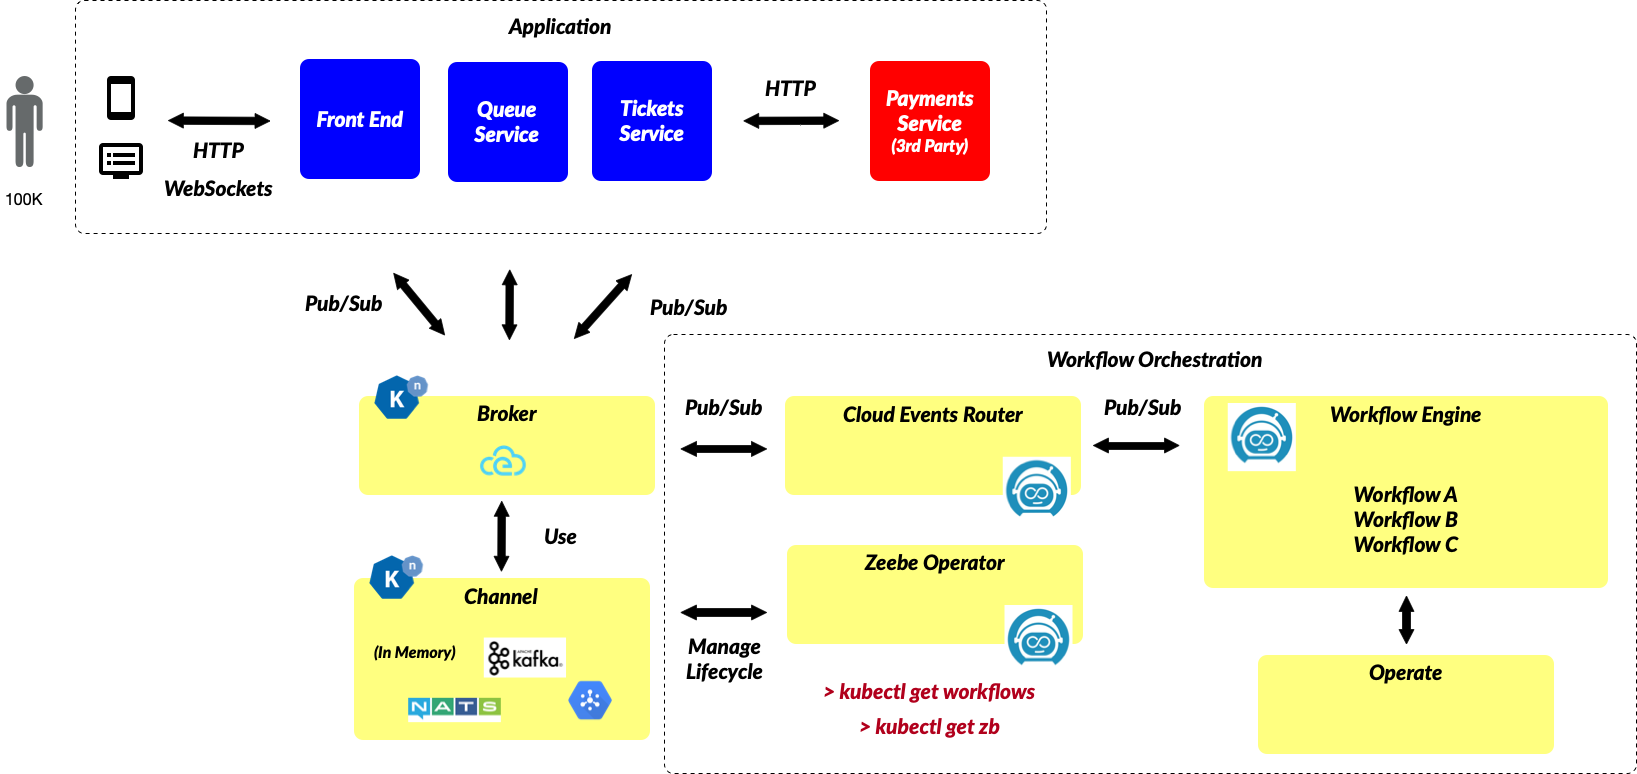 Application
100K
HTTP
WebSockets
Front End
Queue
Service
Tickets
Service
HTTP
Payments
Service
(3rd Party)
Pub/Sub
Pub/Sub
Workflow Orchestration
K
n
Broker
Pub/Sub
Cloud Events Router
Pub/Sub
Workflow Engine
Workflow A
Workflow B
Workflow C
Use
K
n
Channel
(In Memory)
APACHE
kafka
NATS
Zeebe Operator
Manage
Lifecycle
> kubectl get workflows
> kubectl get zb
Operate